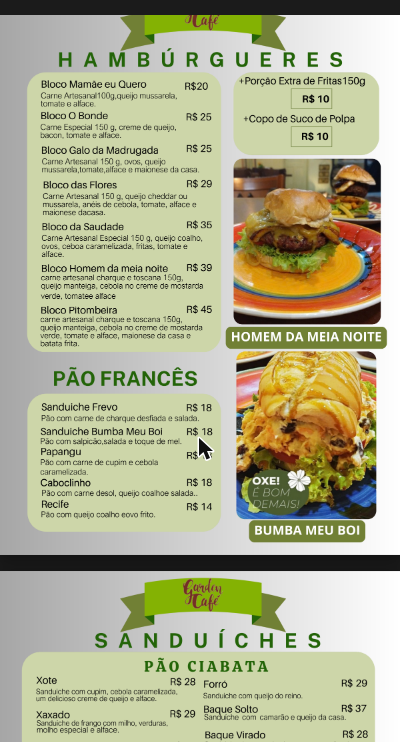 Café
HAMBÚRGUERES
Bloco Mamãe eu Quero R$20
Carne Artesanal100g,queijo mussarela,
tomate e alface.
Bloco O Bonde R$ 25
Carne Especial 150 g, creme de queijo,
bacon, tomate e alface.
Bloco Galo da Madrugada R$ 25
Carne Artesanal 150 g, ovos, queijo
mussarela,tomate,alface e maionese da casa.
Bloco das Flores R$ 29
Carne Artesanal 150 g, queijo cheddar ou
mussarela, anéis de cebola, tomate, alface e
maionese dacasa.
Bloco da Saudade R$ 35
Carne Artesanal Especial 150 g, queijo coalho,
ovos, ceboa caramelizada, fritas, tomate e
alface.
Bloco Homem da meia noite R$ 39
carne artesanal charque e toscana 150g,
queijo manteiga, cebola no creme de mostarda
verde, tomatee alface
Bloco Pitombeira R$ 45
carne artesanal charque e toscana 150g,
queijo manteiga, cebola no creme de mostarda
verde, tomate e alface, maionese da casa e
batata frita.
+Porção Extra de Fritas150g
R$ 10
+Copo de Suco de Polpa
R$ 10
HOMEM DA MEIA NOITE
PÃO FRANCÊS
Sanduiche Frevo R$ 18
Pão com carne de charque desfiada e salada.
Sanduiche Bumba Meu Boi R$ 18
Pão com salpicão,salada e toque de mel.
Papangu R$
Pão com carne de cupim e cebola
caramelizada.
Caboclinho R$ 18
Pão com carne desol, queijo coalhoe salada..
Recife R$ 14
Pão com queijo coalho eovo frito.
OXE!
É BOM
DEMAIS!
BUMBA MEU BOI
Garden
Café
SANDUÍCHES
PÃO CIABATA
Xote R$ 28
Sanduiche com cupim, cebola caramelizada,
um delicioso creme de queijo e alface.
Xaxado R$ 29
Sanduiche de frango com milho, verduras,
molho especial e alface.
Forró R$ 29
Sanduiche com queijo do reino.
Baque Solto R$ 37
Sanduiche com camarão e queijo da casa.
Baque Virado R$ 28